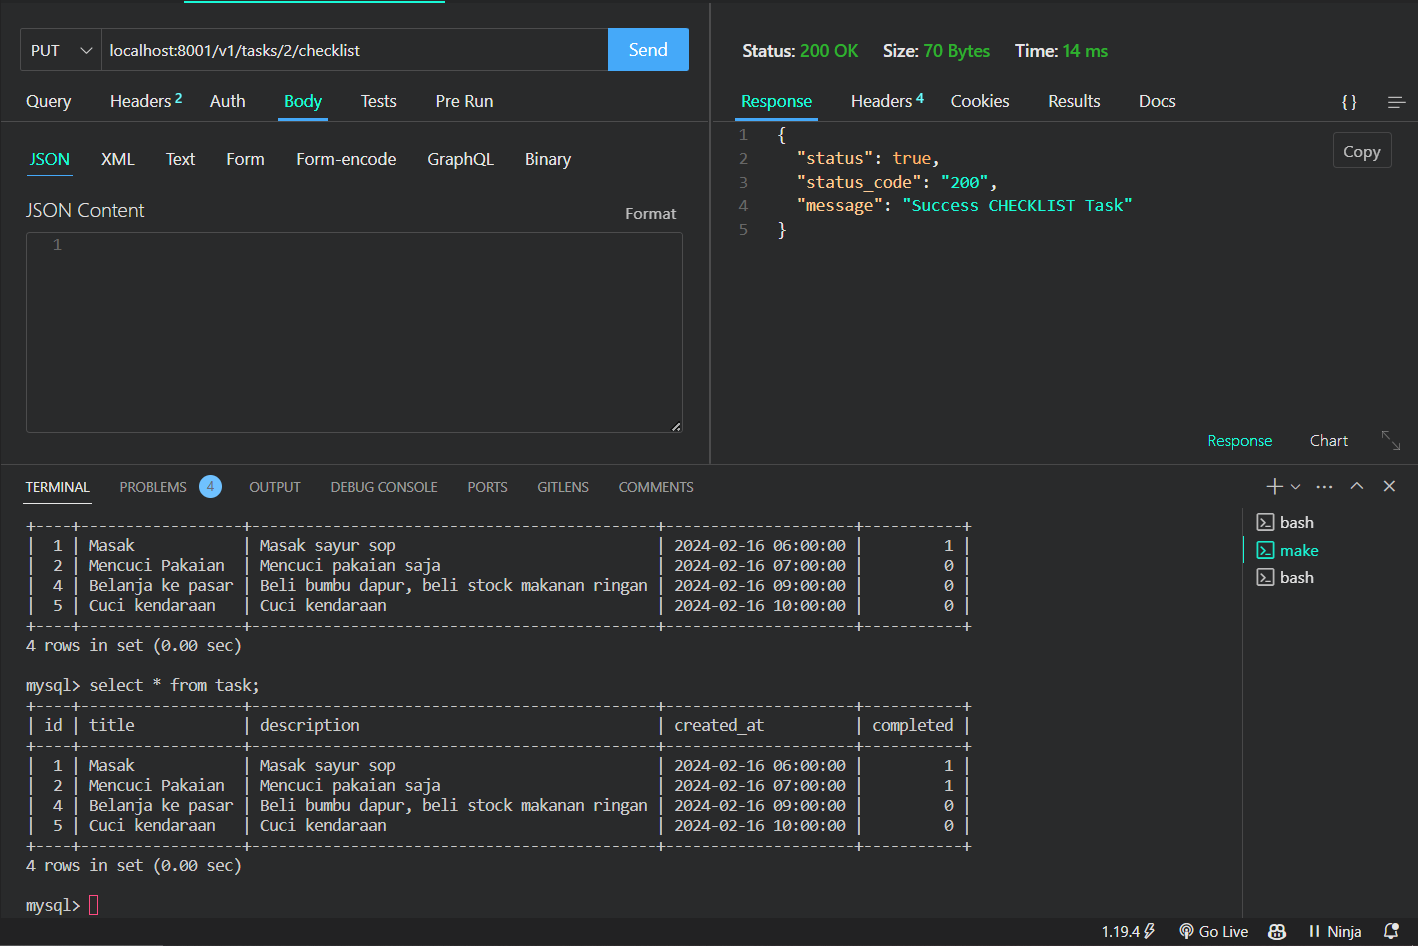 PUT localhost:8001/v1/tasks/2/checklist Send
Query Headers 2 Auth Body Tests Pre Run
JSON XML Text Form Form-encode GraphQL Binary
JSON Content Format
1
Status: 200 OK Size: 70 Bytes Time: 14 ms
Response Headers 4 Cookies Results Docs { }
1 {
2 "status": true,
3 "status_code": "200",
4 "message": "Success CHECKLIST Task"
5 }
Copy
Response Chart
TERMINAL PROBLEMS 4 OUTPUT DEBUG CONSOLE PORTS GITLENS COMMENTS
+----+------------------+---------------------------------------------+---------------------+-----------+
| 1 | Masak | Masak sayur sop | 2024-02-16 06:00:00 | 1 |
| 2 | Mencuci Pakaian | Mencuci pakaian saja | 2024-02-16 07:00:00 | 0 |
| 4 | Belanja ke pasar | Beli bumbu dapur, beli stock makanan ringan | 2024-02-16 09:00:00 | 0 |
| 5 | Cuci kendaraan | Cuci kendaraan | 2024-02-16 10:00:00 | 0 |
+----+------------------+---------------------------------------------+---------------------+-----------+
4 rows in set (0.00 sec)
mysql> select * from task;
+----+------------------+---------------------------------------------+---------------------+-----------+
| id | title | description | created_at | completed |
+----+------------------+---------------------------------------------+---------------------+-----------+
| 1 | Masak | Masak sayur sop | 2024-02-16 06:00:00 | 1 |
| 2 | Mencuci Pakaian | Mencuci pakaian saja | 2024-02-16 07:00:00 | 1 |
| 4 | Belanja ke pasar | Beli bumbu dapur, beli stock makanan ringan | 2024-02-16 09:00:00 | 0 |
| 5 | Cuci kendaraan | Cuci kendaraan | 2024-02-16 10:00:00 | 0 |
+----+------------------+---------------------------------------------+---------------------+-----------+
4 rows in set (0.00 sec)
mysql>
bash
make
bash
1.19.4 Go Live Ninja